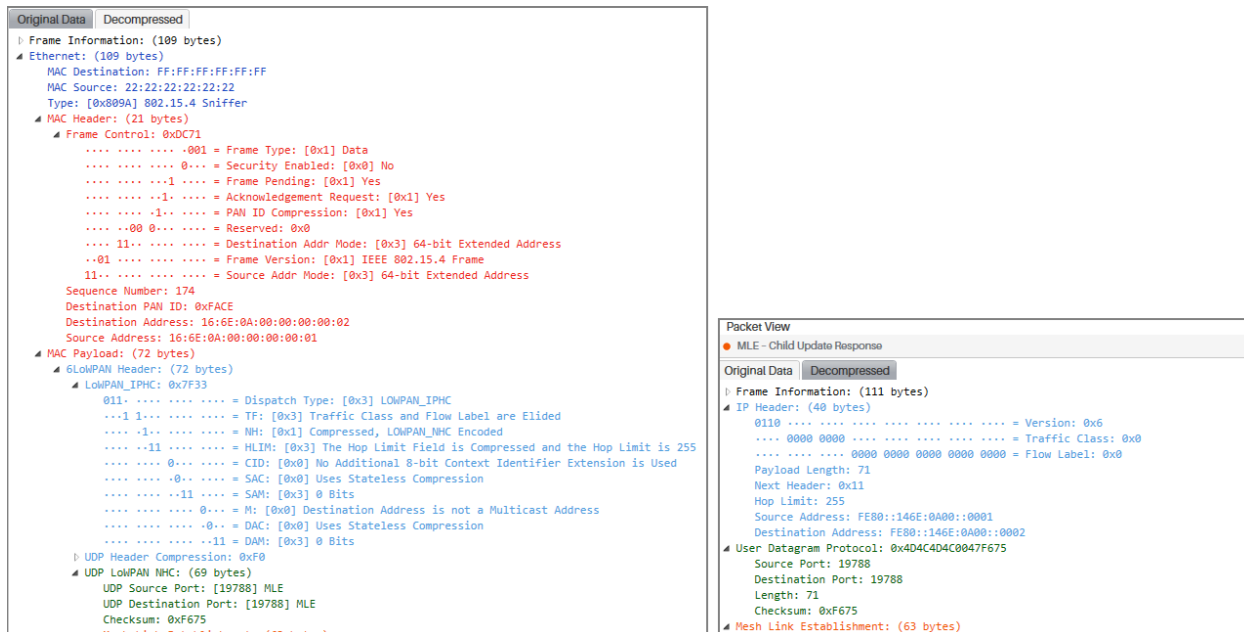 Original Data Decompressed
Frame Information: (109 bytes)
Ethernet: (109 bytes)
MAC Destination: FF:FF:FF:FF:FF:FF
MAC Source: 22:22:22:22:22:22
Type: [0x809A] 802.15.4 Sniffer
MAC Header: (21 bytes)
Frame Control: 0xDC71
···· ···· ···· ·001 = Frame Type: [0x1] Data
···· ···· ···· 0··· = Security Enabled: [0x0] No
···· ···· ···1 ···· = Frame Pending: [0x1] Yes
···· ···· ··1· ···· = Acknowledgement Request: [0x1] Yes
···· ···· ·1·· ···· = PAN ID Compression: [0x1] Yes
···· ··00 0··· ···· = Reserved: 0x0
···· 11·· ···· ···· = Destination Addr Mode: [0x3] 64-bit Extended Address
··01 ···· ···· ···· = Frame Version: [0x1] IEEE 802.15.4 Frame
11·· ···· ···· ···· = Source Addr Mode: [0x3] 64-bit Extended Address
Sequence Number: 174
Destination PAN ID: 0xFACE
Destination Address: 16:6E:0A:00:00:00:00:02
Source Address: 16:6E:0A:00:00:00:00:01
MAC Payload: (72 bytes)
6LoWPAN Header: (72 bytes)
LoWPAN_IPHC: 0x7F33
011· ···· ···· ···· = Dispatch Type: [0x3] LOWPAN_IPHC
···1 1··· ···· ···· = TF: [0x3] Traffic Class and Flow Label are Elided
···· ·1·· ···· ···· = NH: [0x1] Compressed, LOWPAN_NHC Encoded
···· ··11 ···· ···· = HLIM: [0x3] The Hop Limit Field is Compressed and the Hop Limit is 255
···· ···· 0··· ···· = CID: [0x0] No Additional 8-bit Context Identifier Extension is Used
···· ···· ·0·· ···· = SAC: [0x0] Uses Stateless Compression
···· ···· ··11 ···· = SAM: [0x3] 0 Bits
···· ···· ···· 0··· = M: [0x0] Destination Address is not a Multicast Address
···· ···· ···· ·0·· = DAC: [0x0] Uses Stateless Compression
···· ···· ···· ··11 = DAM: [0x3] 0 Bits
UDP Header Compression: 0xF0
UDP LoWPAN NHC: (69 bytes)
UDP Source Port: [19788] MLE
UDP Destination Port: [19788] MLE
Checksum: 0xF675
Packet View
MLE - Child Update Response
Original Data Decompressed
Frame Information: (111 bytes)
IP Header: (40 bytes)
0110 ···· ···· ···· ···· ···· ···· ···· = Version: 0x6
···· 0000 0000 ···· ···· ···· ···· ···· = Traffic Class: 0x0
···· ···· ···· 0000 0000 0000 0000 0000 = Flow Label: 0x0
Payload Length: 71
Next Header: 0x11
Hop Limit: 255
Source Address: FE80::146E:0A00::0001
Destination Address: FE80::146E:0A00::0002
User Datagram Protocol: 0x4D4C4D4C0047F675
Source Port: 19788
Destination Port: 19788
Length: 71
Checksum: 0xF675
Mesh Link Establishment: (63 bytes)